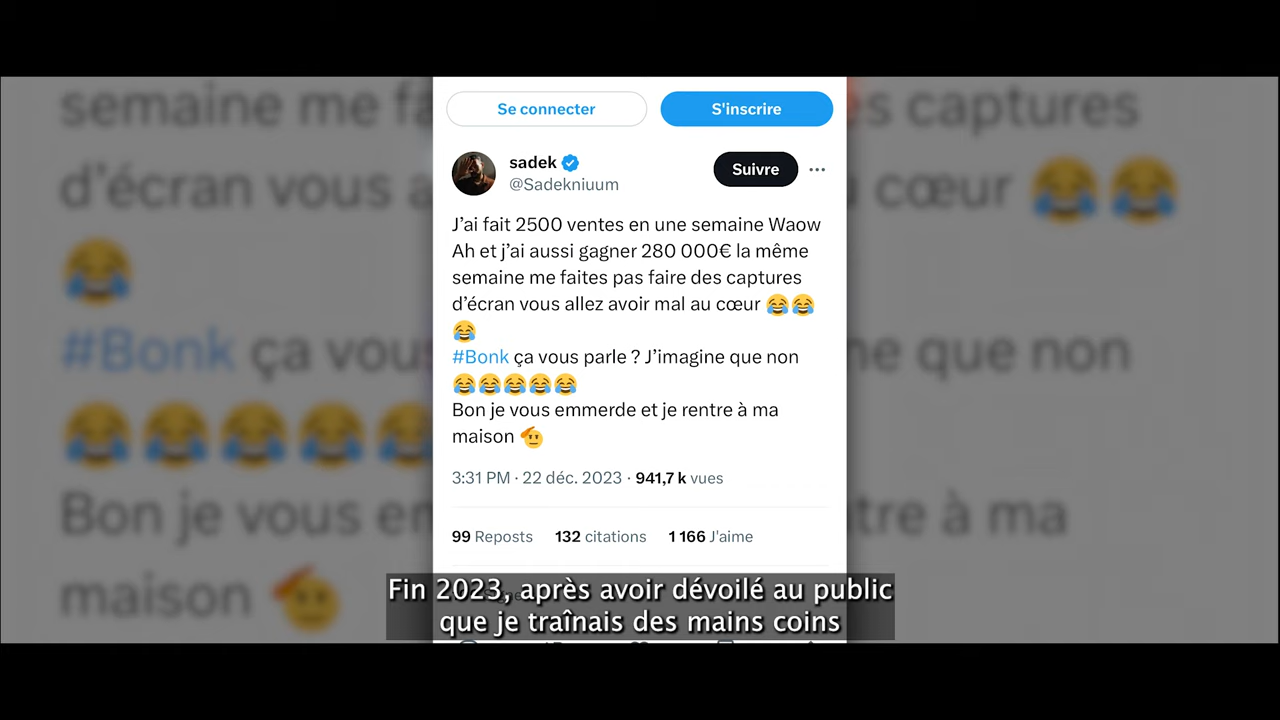 Se connecter
S'inscrire
sadek
@Sadekniuum
Suivre
J’ai fait 2500 ventes en une semaine Waow
Ah et j’ai aussi gagner 280 000€ la même
semaine me faites pas faire des captures
d’écran vous allez avoir mal au cœur 😂😂
😂
#Bonk ça vous parle ? J’imagine que non
😂😂😂😂😂
Bon je vous emmerde et je rentre à ma
maison 🫡
3:31 PM · 22 déc. 2023 · 941,7 k vues
99 Reposts 132 citations 1 166 J'aime
Fin 2023, après avoir dévoilé au public
que je traînais des mains coins